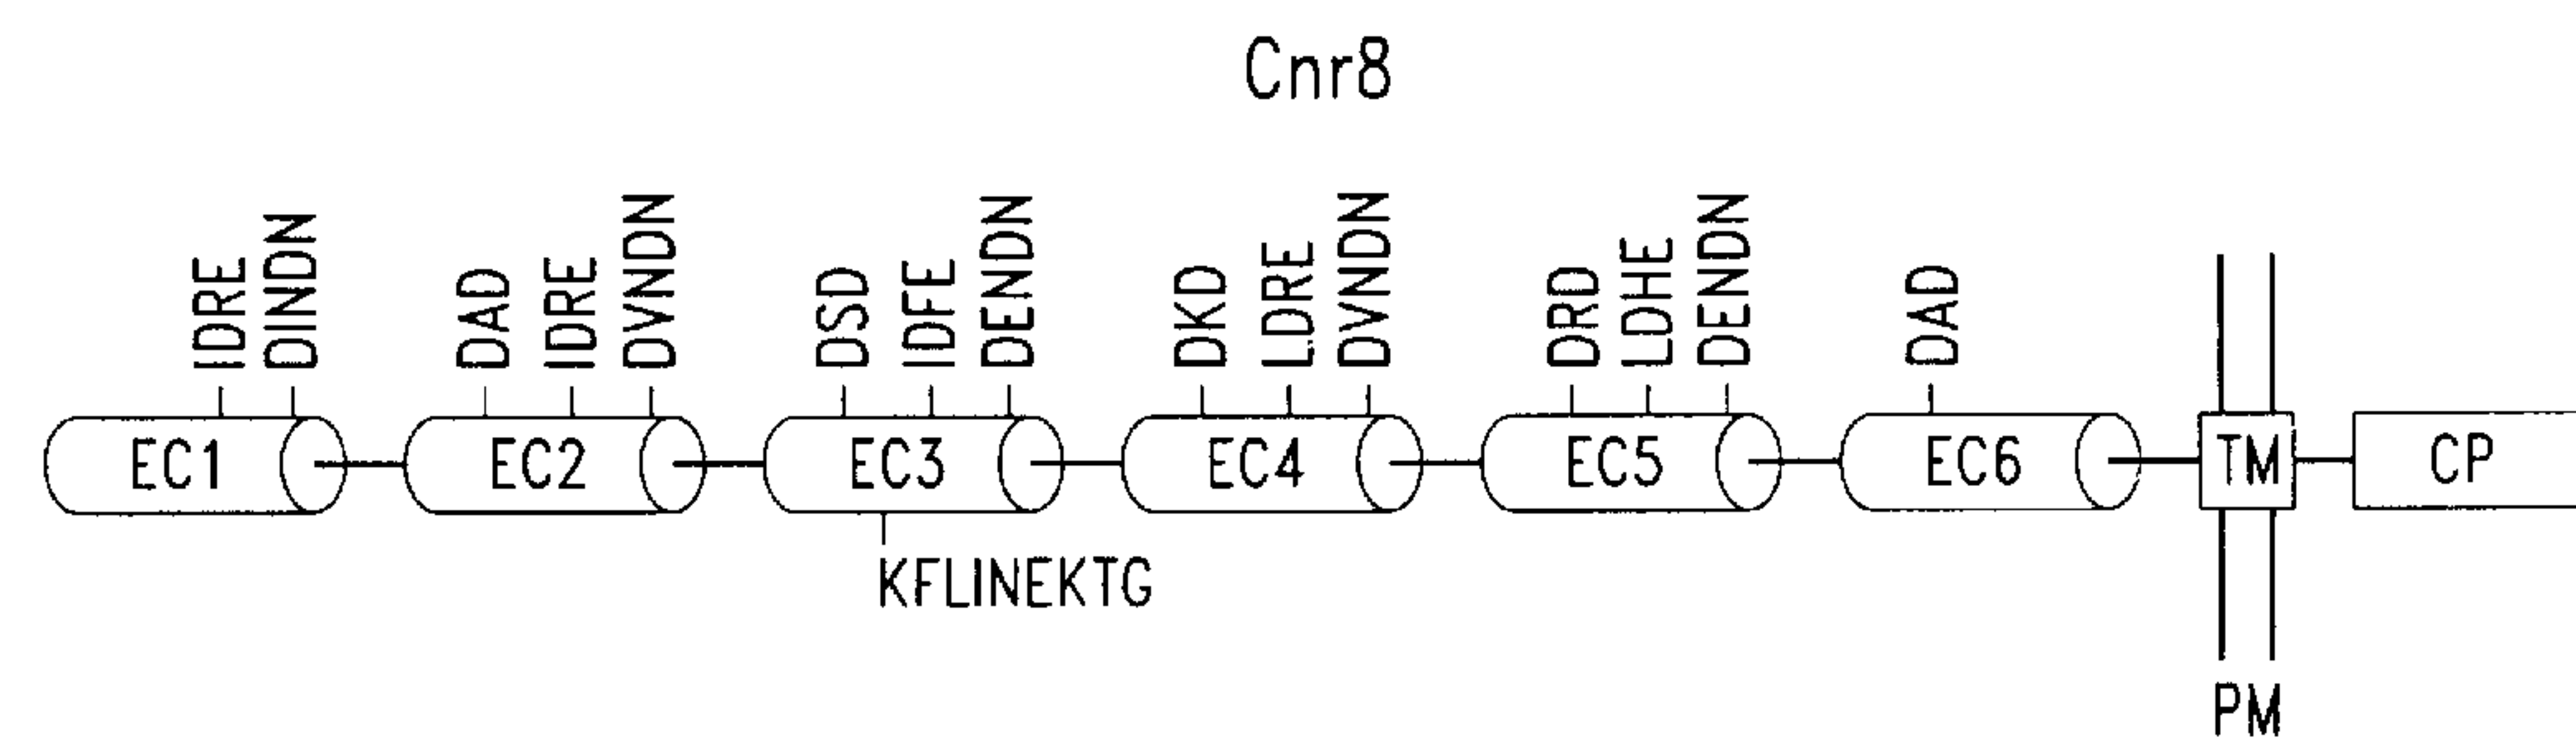 Cnr8
IDRE
DINDN
DAD
IDRE
DVNDN
DSD
IDFE
DENDN
DKD
LDRE
DVNDN
DRD
LDHE
DENDN
DAD
EC1
EC2
EC3
EC4
EC5
EC6
TM
CP
KFLINEKTG
PM